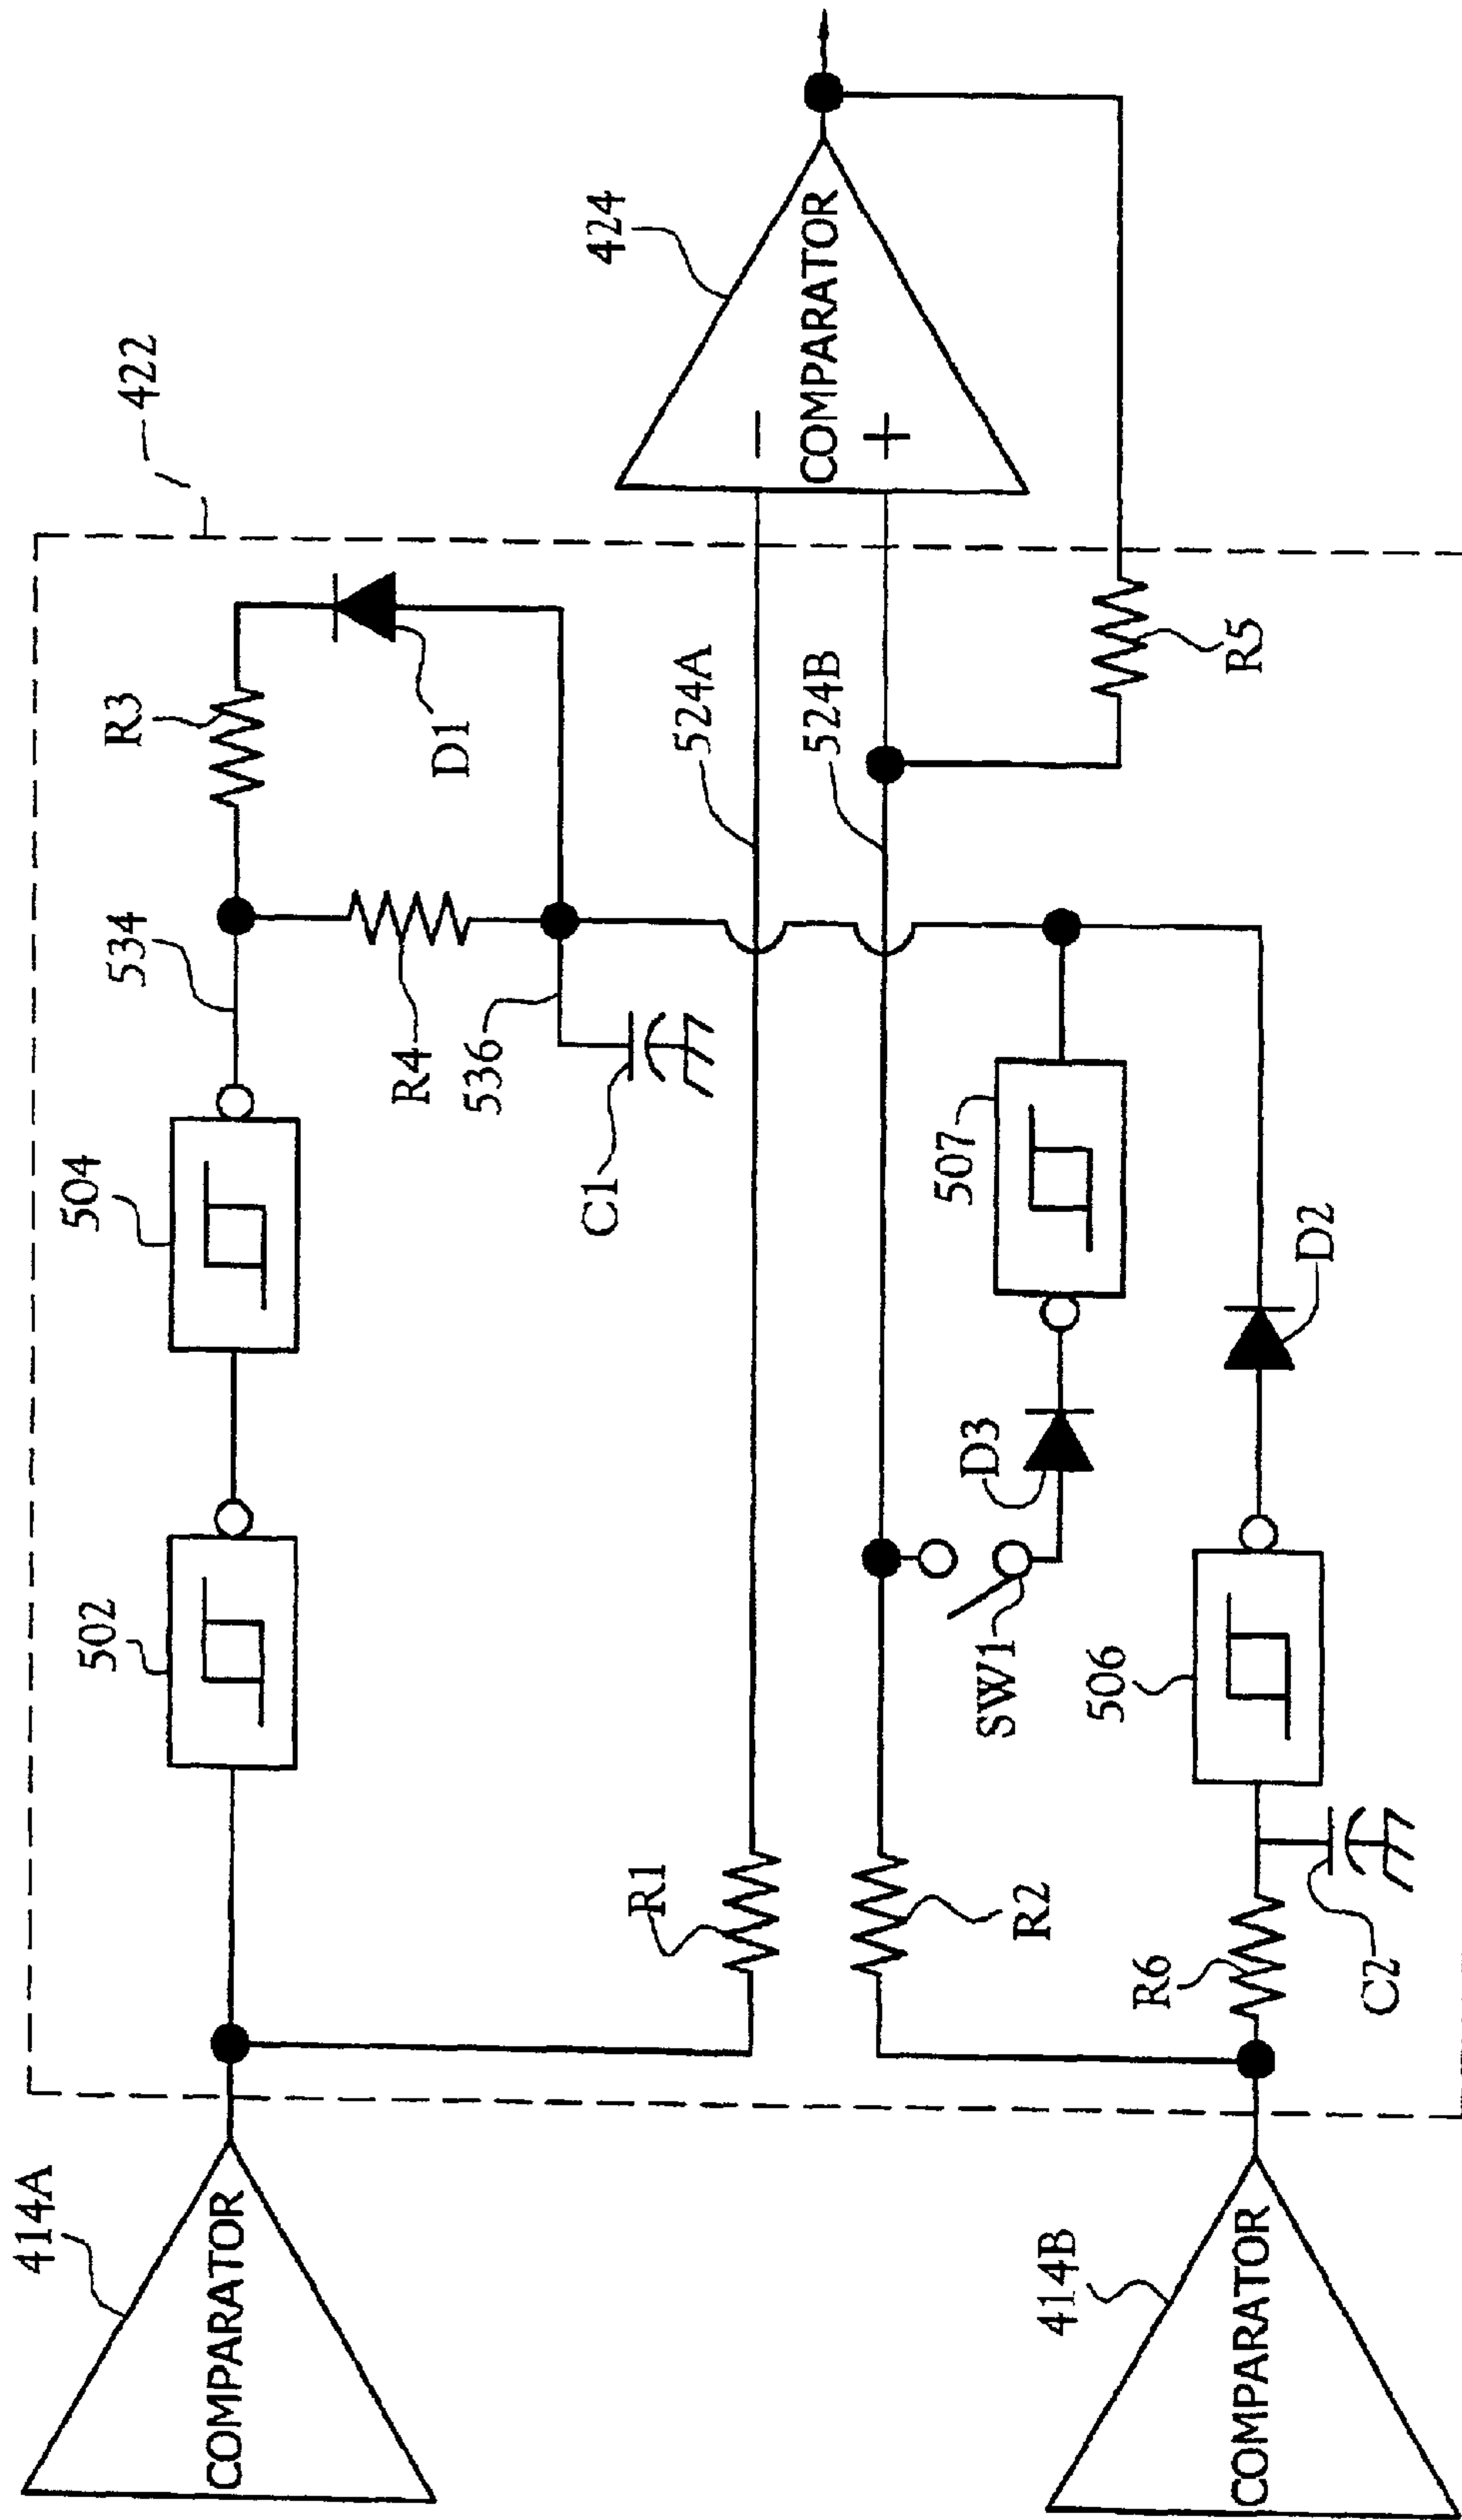 414A
COMPARATOR
502
504
534
R3
422
R4
D1
536
C1
R1
524A
424
COMPARATOR
−
+
524B
R2
R5
SW1
D3
507
414B
COMPARATOR
R6
C2
506
D2